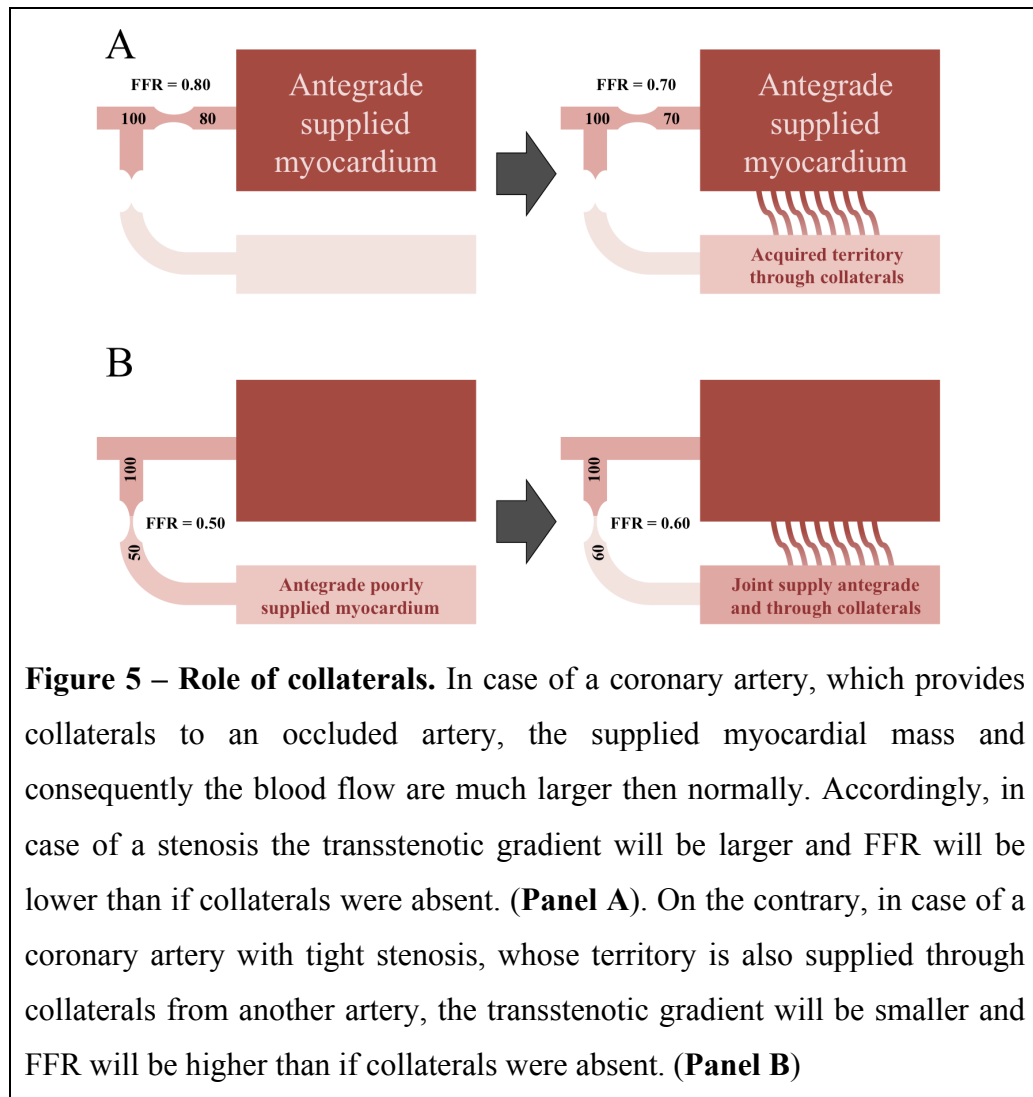 A
FFR = 0.80
100
80
Antegrade
supplied
myocardium
FFR = 0.70
100
70
Antegrade
supplied
myocardium
Acquired territory
through collaterals
B
100
FFR = 0.50
50
Antegrade poorly
supplied myocardium
100
FFR = 0.60
60
Joint supply antegrade
and through collaterals
Figure 5 – Role of collaterals. In case of a coronary artery, which provides
collaterals to an occluded artery, the supplied myocardial mass and
consequently the blood flow are much larger then normally. Accordingly, in
case of a stenosis the transstenotic gradient will be larger and FFR will be
lower than if collaterals were absent. (Panel A). On the contrary, in case of a
coronary artery with tight stenosis, whose territory is also supplied through
collaterals from another artery, the transstenotic gradient will be smaller and
FFR will be higher than if collaterals were absent. (Panel B)